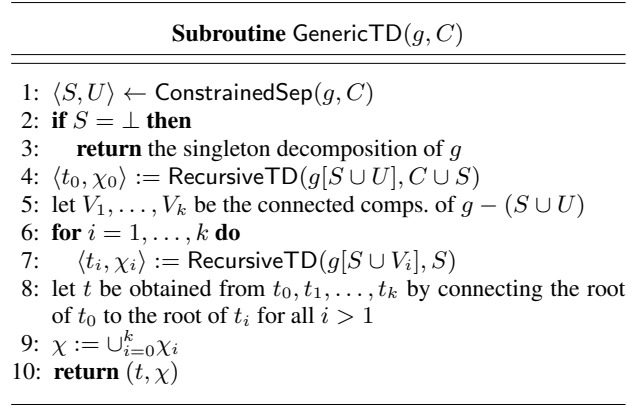 Subroutine GenericTD(g, C)
1: ⟨S, U⟩ ← ConstrainedSep(g, C)
2: if S = ⊥ then
3: return the singleton decomposition of g
4: ⟨t₀, χ₀⟩ := RecursiveTD(g[S ∪ U], C ∪ S)
5: let V₁, . . . , Vₖ be the connected comps. of g − (S ∪ U)
6: for i = 1, . . . , k do
7: ⟨tᵢ, χᵢ⟩ := RecursiveTD(g[S ∪ Vᵢ], S)
8: let t be obtained from t₀, t₁, . . . , tₖ by connecting the root
of t₀ to the root of tᵢ for all i > 1
9: χ := ∪ᵏᵢ₌₀χᵢ
10: return (t, χ)